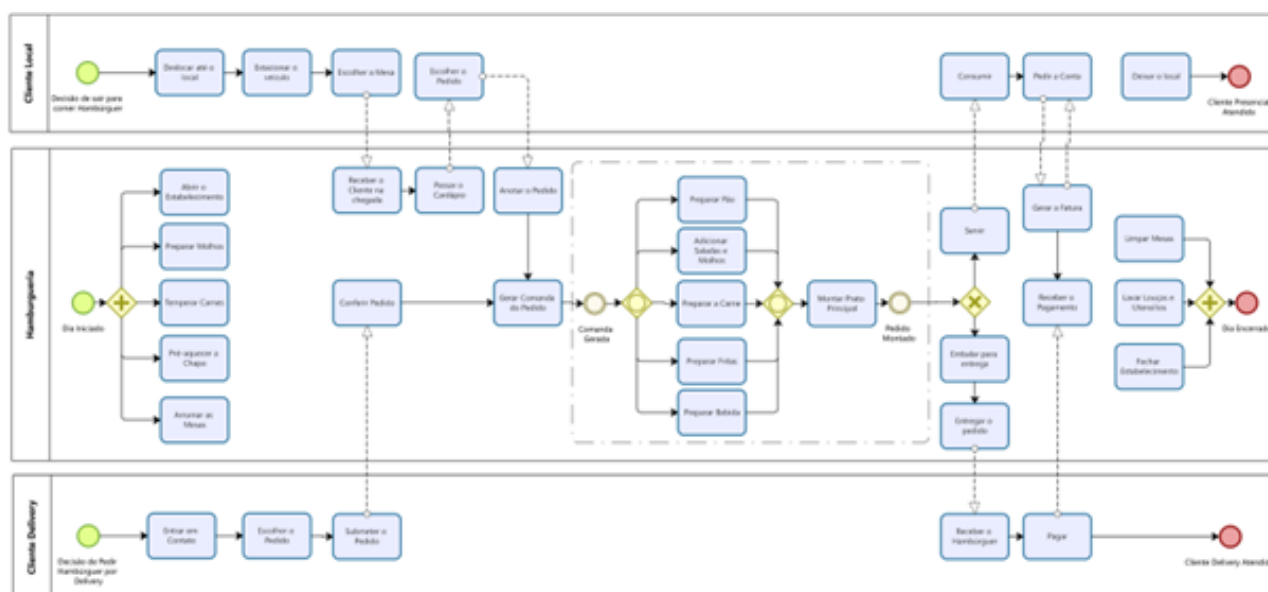 Cliente Local
Decisão de sair para
comer Hambúrguer
Deslocar até o
local
Estacionar o
veículo
Escolher a Mesa
Escolher o
Pedido
Consumir
Pedir a Conta
Deixar o local
Cliente Presencial
Atendido
Hamburgueria
Dia Iniciado
Abrir o
Estabelecimento
Preparar Molhos
Temperar Carnes
Pré-aquecer a
Chapa
Arrumar as
Mesas
Receber o
Cliente na
chegada
Passar o
Cardápio
Anotar o Pedido
Conferir Pedido
Gerar Comanda
do Pedido
Comanda
Gerada
Preparar Pão
Adicionar
Saladas e
Molhos
Preparar a Carne
Preparar Fritas
Preparar Bebida
Montar Prato
Principal
Pedido
Montado
Servir
Embalar para
entrega
Entregar o
pedido
Gerar a Fatura
Receber o
Pagamento
Limpar Mesas
Lavar Louças e
Utensílios
Fechar
Estabelecimento
Dia Encerrado
Cliente Delivery
Decisão de Pedir
Hambúrguer por
Delivery
Entrar em
Contato
Escolher o
Pedido
Submeter o
Pedido
Receber o
Hamburguer
Pagar
Cliente Delivery Atendido